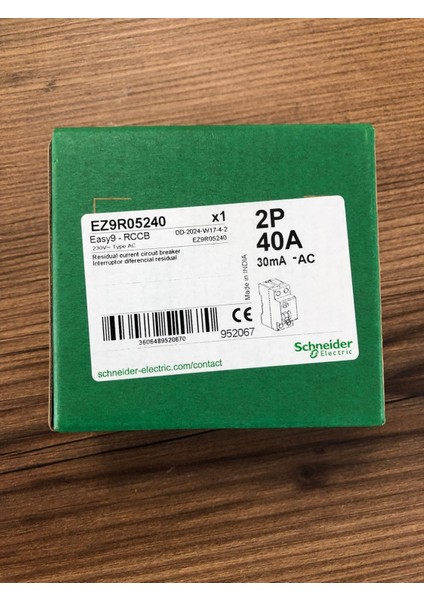 EZ9R05240 x1
Easy9 - RCCB DD-2024-W17-4-2
230V~ Type AC EZ9R05240
Residual current circuit breaker
Interruptor diferencial residual
Made in INDIA
2P
40A
30mA ~AC
3606489520670
CE
952067
schneider-electric.com/contact
Schneider
Electric